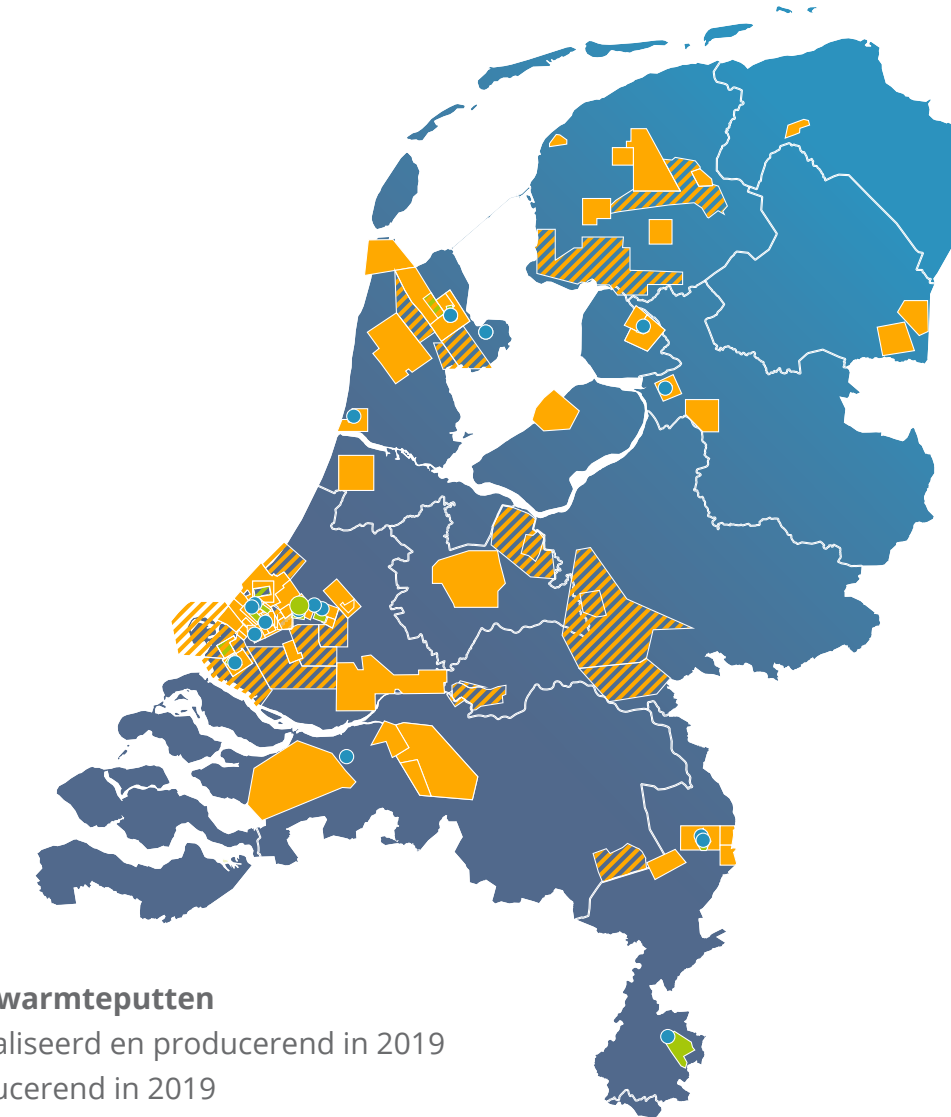 warmteputten
aliseerd en producerend in 2019
ucerend in 2019